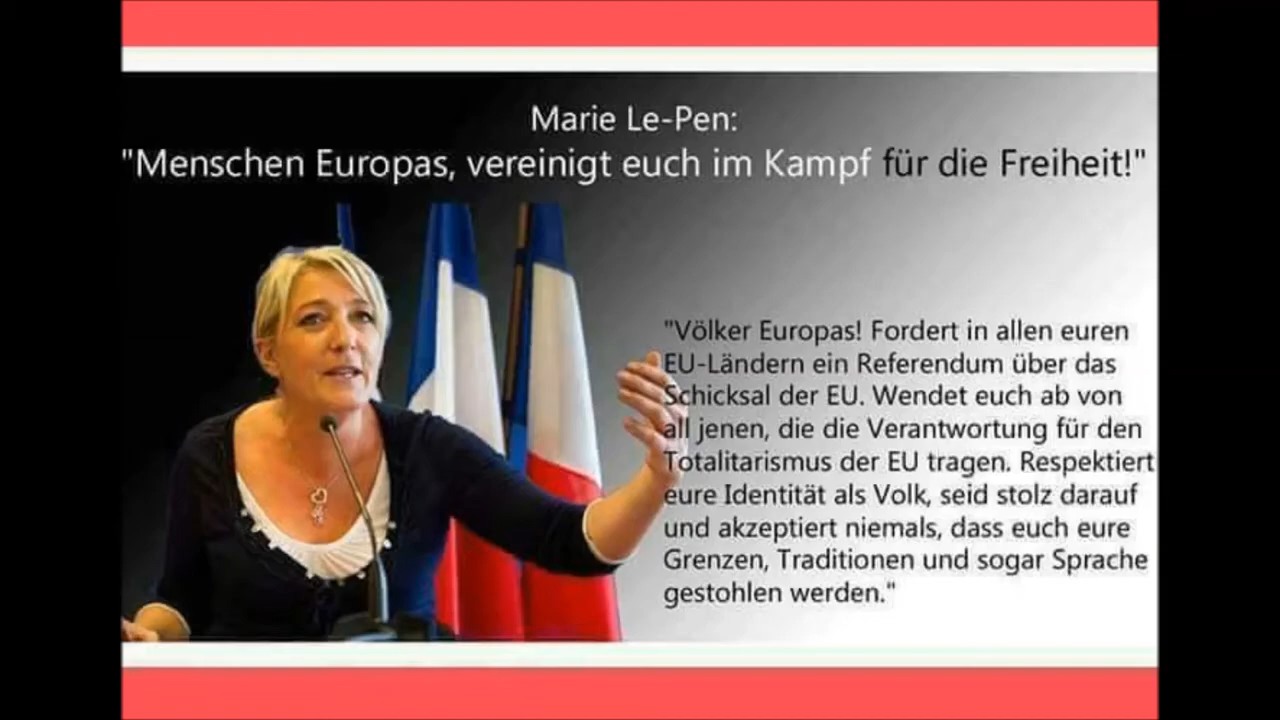 Marie Le-Pen:
"Menschen Europas, vereinigt euch im Kampf für die Freiheit!"
"Völker Europas! Fordert in allen euren
EU-Ländern ein Referendum über das
Schicksal der EU. Wendet euch ab von
all jenen, die die Verantwortung für den
Totalitarismus der EU tragen. Respektiert
eure Identität als Volk, seid stolz darauf
und akzeptiert niemals, dass euch eure
Grenzen, Traditionen und sogar Sprache
gestohlen werden."